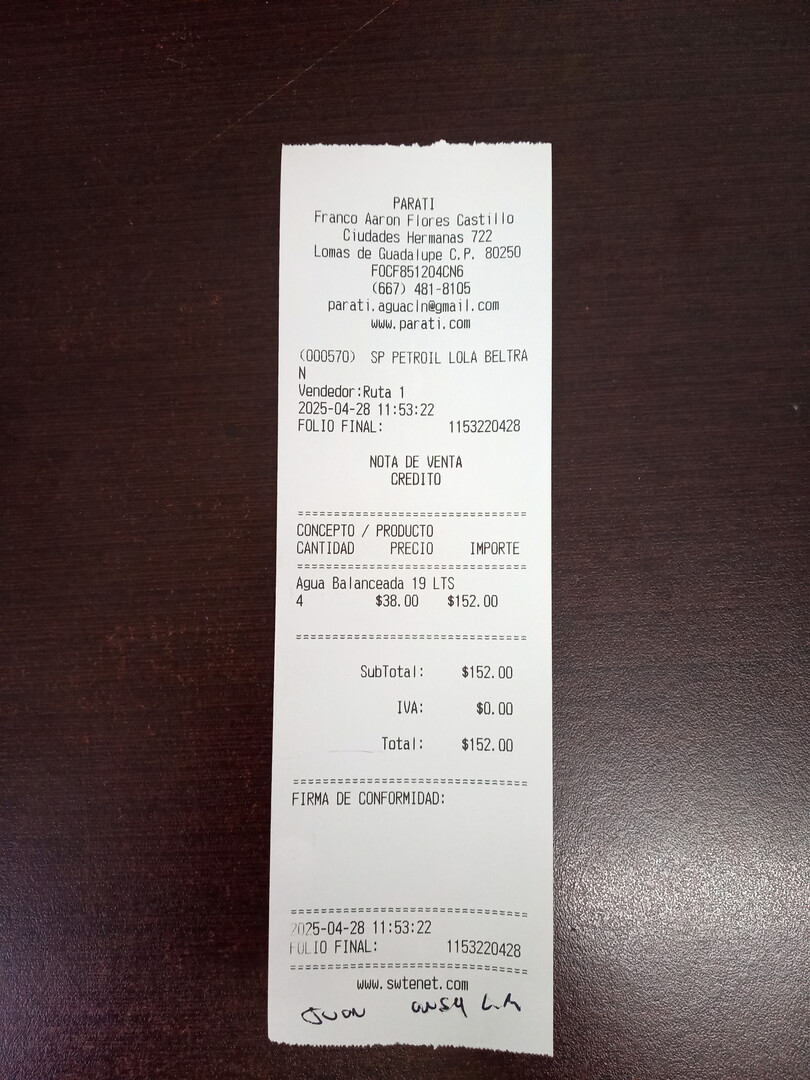 PARATI
Franco Aaron Flores Castillo
Ciudades Hermanas 722
Lomas de Guadalupe C.P. 80250
FOCF851204CN6
(667) 481-8105
parati.aguacln@gmail.com
www.parati.com
(000570) SP PETROIL LOLA BELTRA
N
Vendedor:Ruta 1
2025-04-28 11:53:22
FOLIO FINAL: 1153220428
NOTA DE VENTA
CREDITO
==============================
CONCEPTO / PRODUCTO
CANTIDAD PRECIO IMPORTE
==============================
Agua Balanceada 19 LTS
4 $38.00 $152.00
==============================
SubTotal: $152.00
IVA: $0.00
Total: $152.00
==============================
FIRMA DE CONFORMIDAD:
==============================
2025-04-28 11:53:22
FOLIO FINAL: 1153220428
==============================
www.swtenet.com
Juan